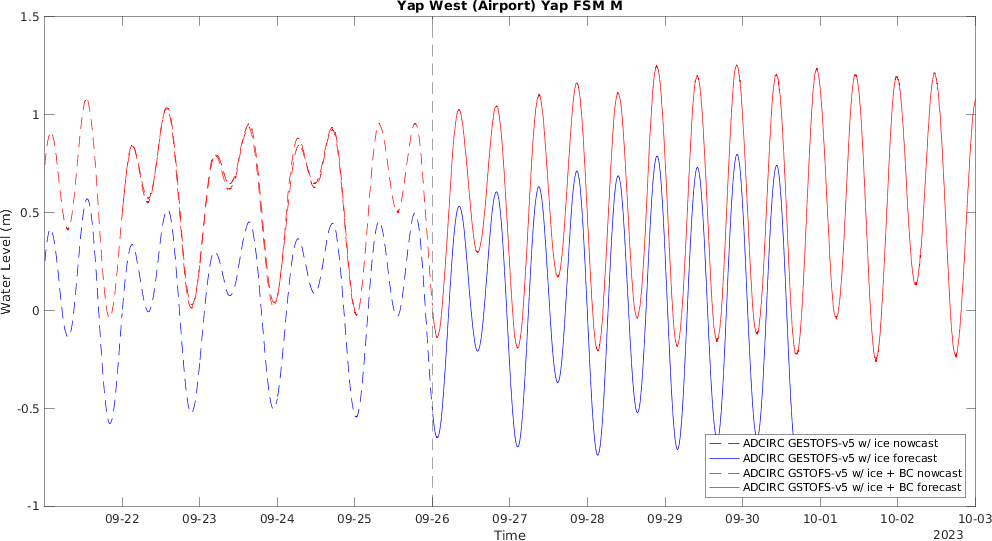 Yap West (Airport) Yap FSM M
1.5
1
0.5
0
-0.5
-1
Water Level (m)
09-22 09-23 09-24 09-25 09-26 09-27 09-28 09-29 09-30 10-01 10-02 10-03
Time
2023
ADCIRC GESTOFS-v5 w/ ice nowcast
ADCIRC GESTOFS-v5 w/ ice forecast
ADCIRC GSTOFS-v5 w/ ice + BC nowcast
ADCIRC GSTOFS-v5 w/ ice + BC forecast